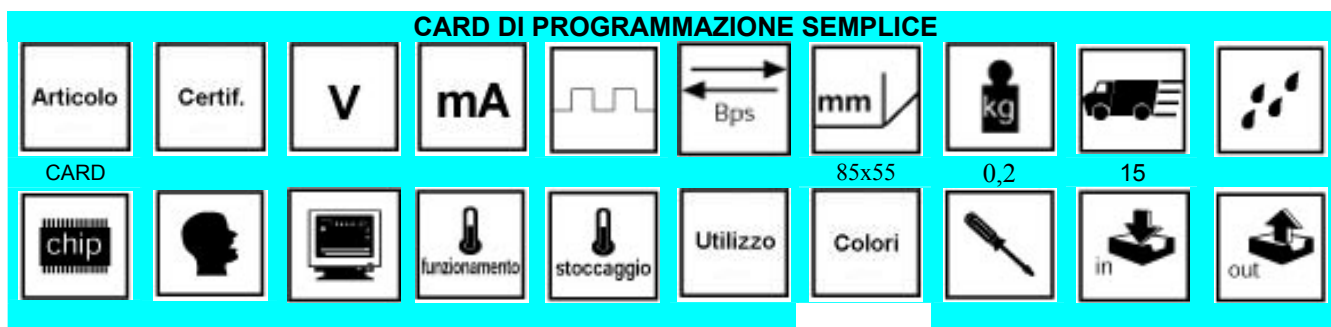 CARD DI PROGRAMMAZIONE SEMPLICE
Articolo Certif. V mA Bps mm kg
CARD 85x55 0,2 15
chip funzionamento stoccaggio Utilizzo Colori in out